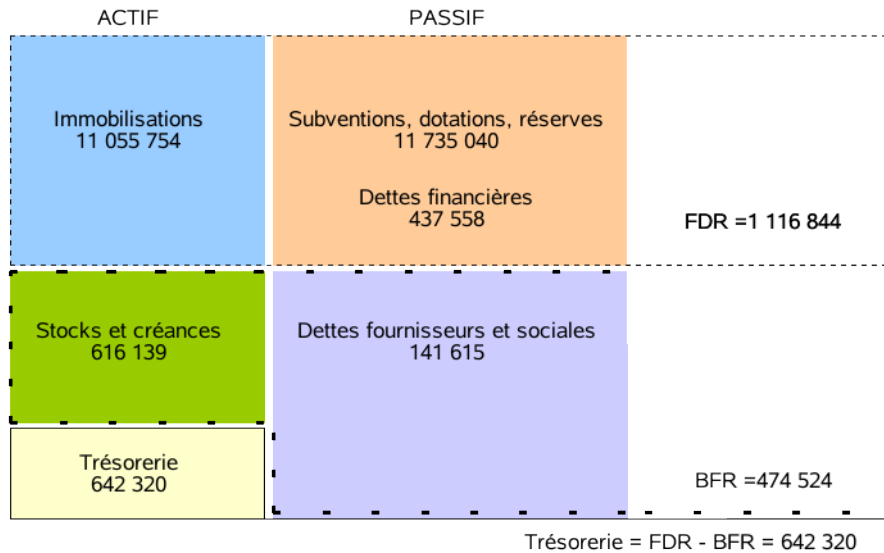 ACTIF
PASSIF
Immobilisations
11 055 754
Subventions, dotations, réserves
11 735 040
Dettes financières
437 558
FDR =1 116 844
Stocks et créances
616 139
Dettes fournisseurs et sociales
141 615
Trésorerie
642 320
BFR =474 524
Trésorerie = FDR - BFR = 642 320